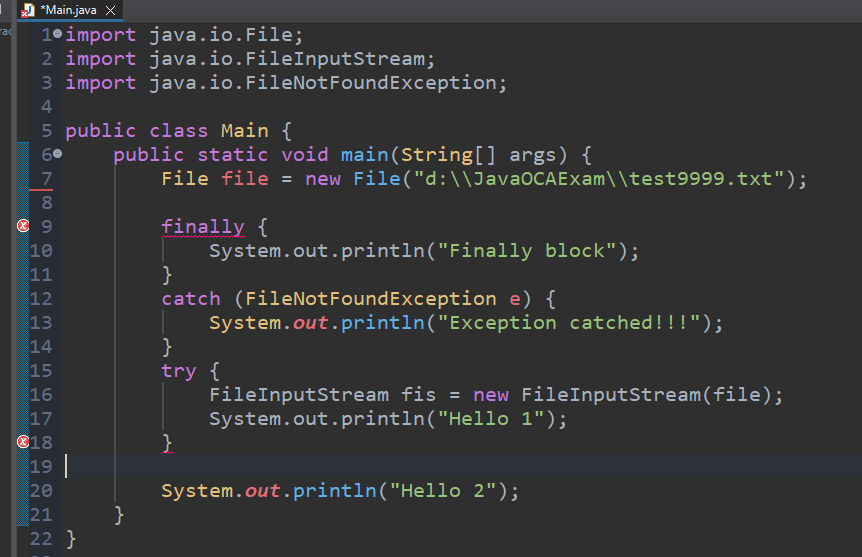 rac
*Main.java
1 import java.io.File;
2 import java.io.FileInputStream;
3 import java.io.FileNotFoundException;
4
5 public class Main {
6     public static void main(String[] args) {
7         File file = new File("d:\\JavaOCAExam\\test9999.txt");
8
9         finally {
10             System.out.println("Finally block");
11         }
12         catch (FileNotFoundException e) {
13             System.out.println("Exception catched!!!");
14         }
15         try {
16             FileInputStream fis = new FileInputStream(file);
17             System.out.println("Hello 1");
18         }
19
20         System.out.println("Hello 2");
21     }
22 }